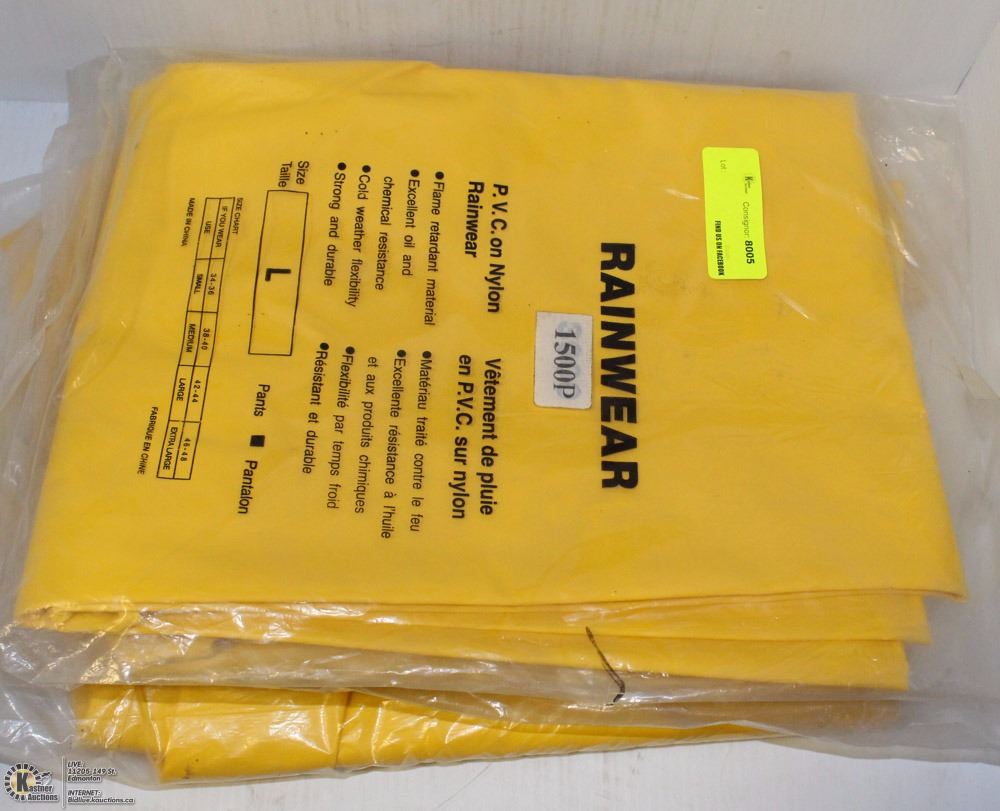 RAINWEAR
1500P
P.V.C. on Nylon
Rainwear
● Flame retardant material
● Excellent oil and
chemical resistance
● Cold weather flexibility
● Strong and durable
Vêtement de pluie
en P.V.C. sur nylon
● Matériau traité contre le feu
● Excellente résistance à l'huile
et aux produits chimiques
● Flexibilité par temps froid
● Résistant et durable
Size
Taille
L
Pants ■ Pantalon
SIZE CHART
IF YOU WEAR 34-36 38-40 42-44 46-48
USE SMALL MEDIUM LARGE EXTRA LARGE
MADE IN CHINA
FABRIQUE EN CHINE
Consignor: 8005
Lot:
FIND US ON FACEBOOK
Kastner
Auctions
LIVE:
11205-149 St.
Edmonton
INTERNET:
Bidlive.kauctions.ca